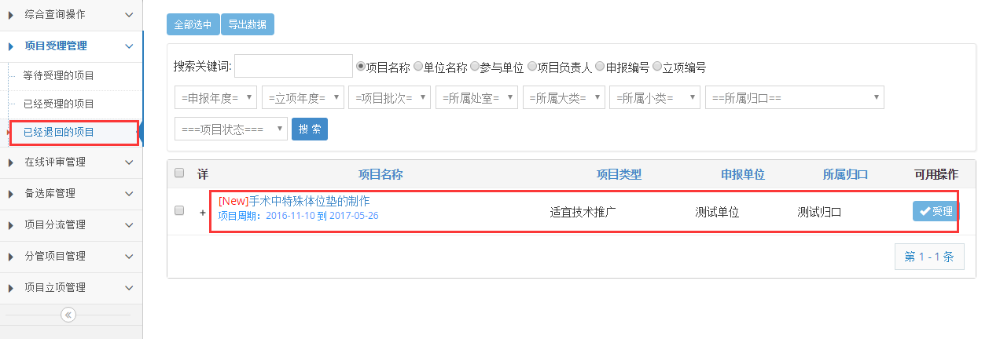 综合查询操作
项目受理管理
等待受理的项目
已经受理的项目
已经退回的项目
在线评审管理
备选库管理
项目分流管理
分管项目管理
项目立项管理
全部选中 导出数据
搜索关键词: 项目名称 单位名称 参与单位 项目负责人 申报编号 立项编号
=申报年度= =立项年度= =项目批次= =所属处室= =所属大类= =所属小类= ==所属归口==
===项目状态=== 搜 索
详 项目名称 项目类型 申报单位 所属归口 可用操作
+ [New]手术中特殊体位垫的制作 适宜技术推广 测试单位 测试归口 受理
项目周期：2016-11-10 到 2017-05-26
第 1 - 1 条